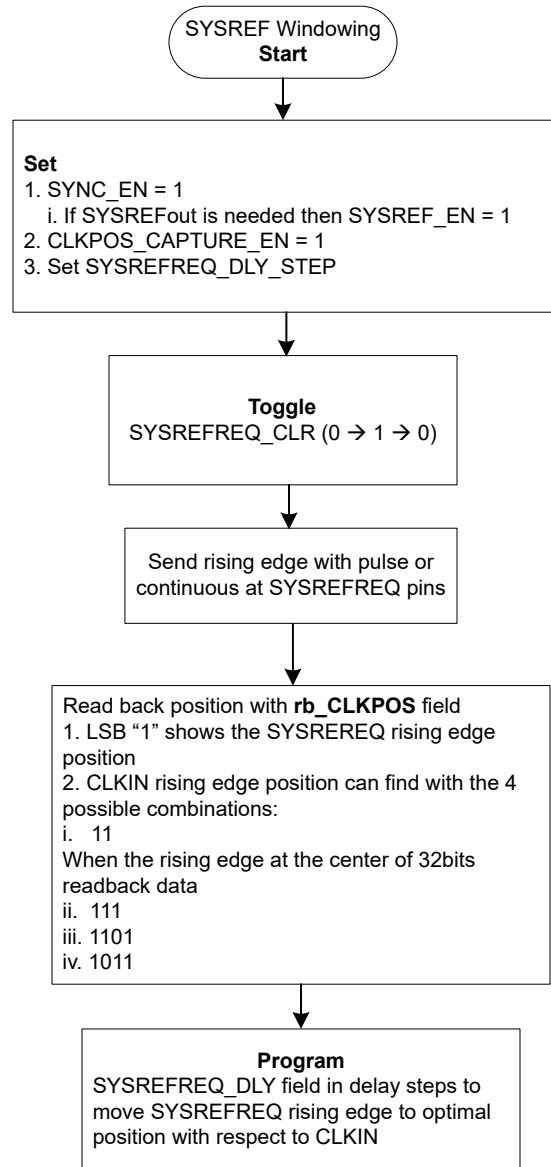 SYSREF Windowing
Start
Set
1. SYNC_EN = 1
i. If SYSREFout is needed then SYSREF_EN = 1
2. CLKPOS_CAPTURE_EN = 1
3. Set SYSREFREQ_DLY_STEP
Toggle
SYSREFREQ_CLR (0 → 1 → 0)
Send rising edge with pulse or
continuous at SYSREFREQ pins
Read back position with rb_CLKPOS field
1. LSB “1” shows the SYSREREQ rising edge
position
2. CLKIN rising edge position can find with the 4
possible combinations:
i. 11
When the rising edge at the center of 32bits
readback data
ii. 111
iii. 1101
iv. 1011
Program
SYSREFREQ_DLY field in delay steps to
move SYSREFREQ rising edge to optimal
position with respect to CLKIN